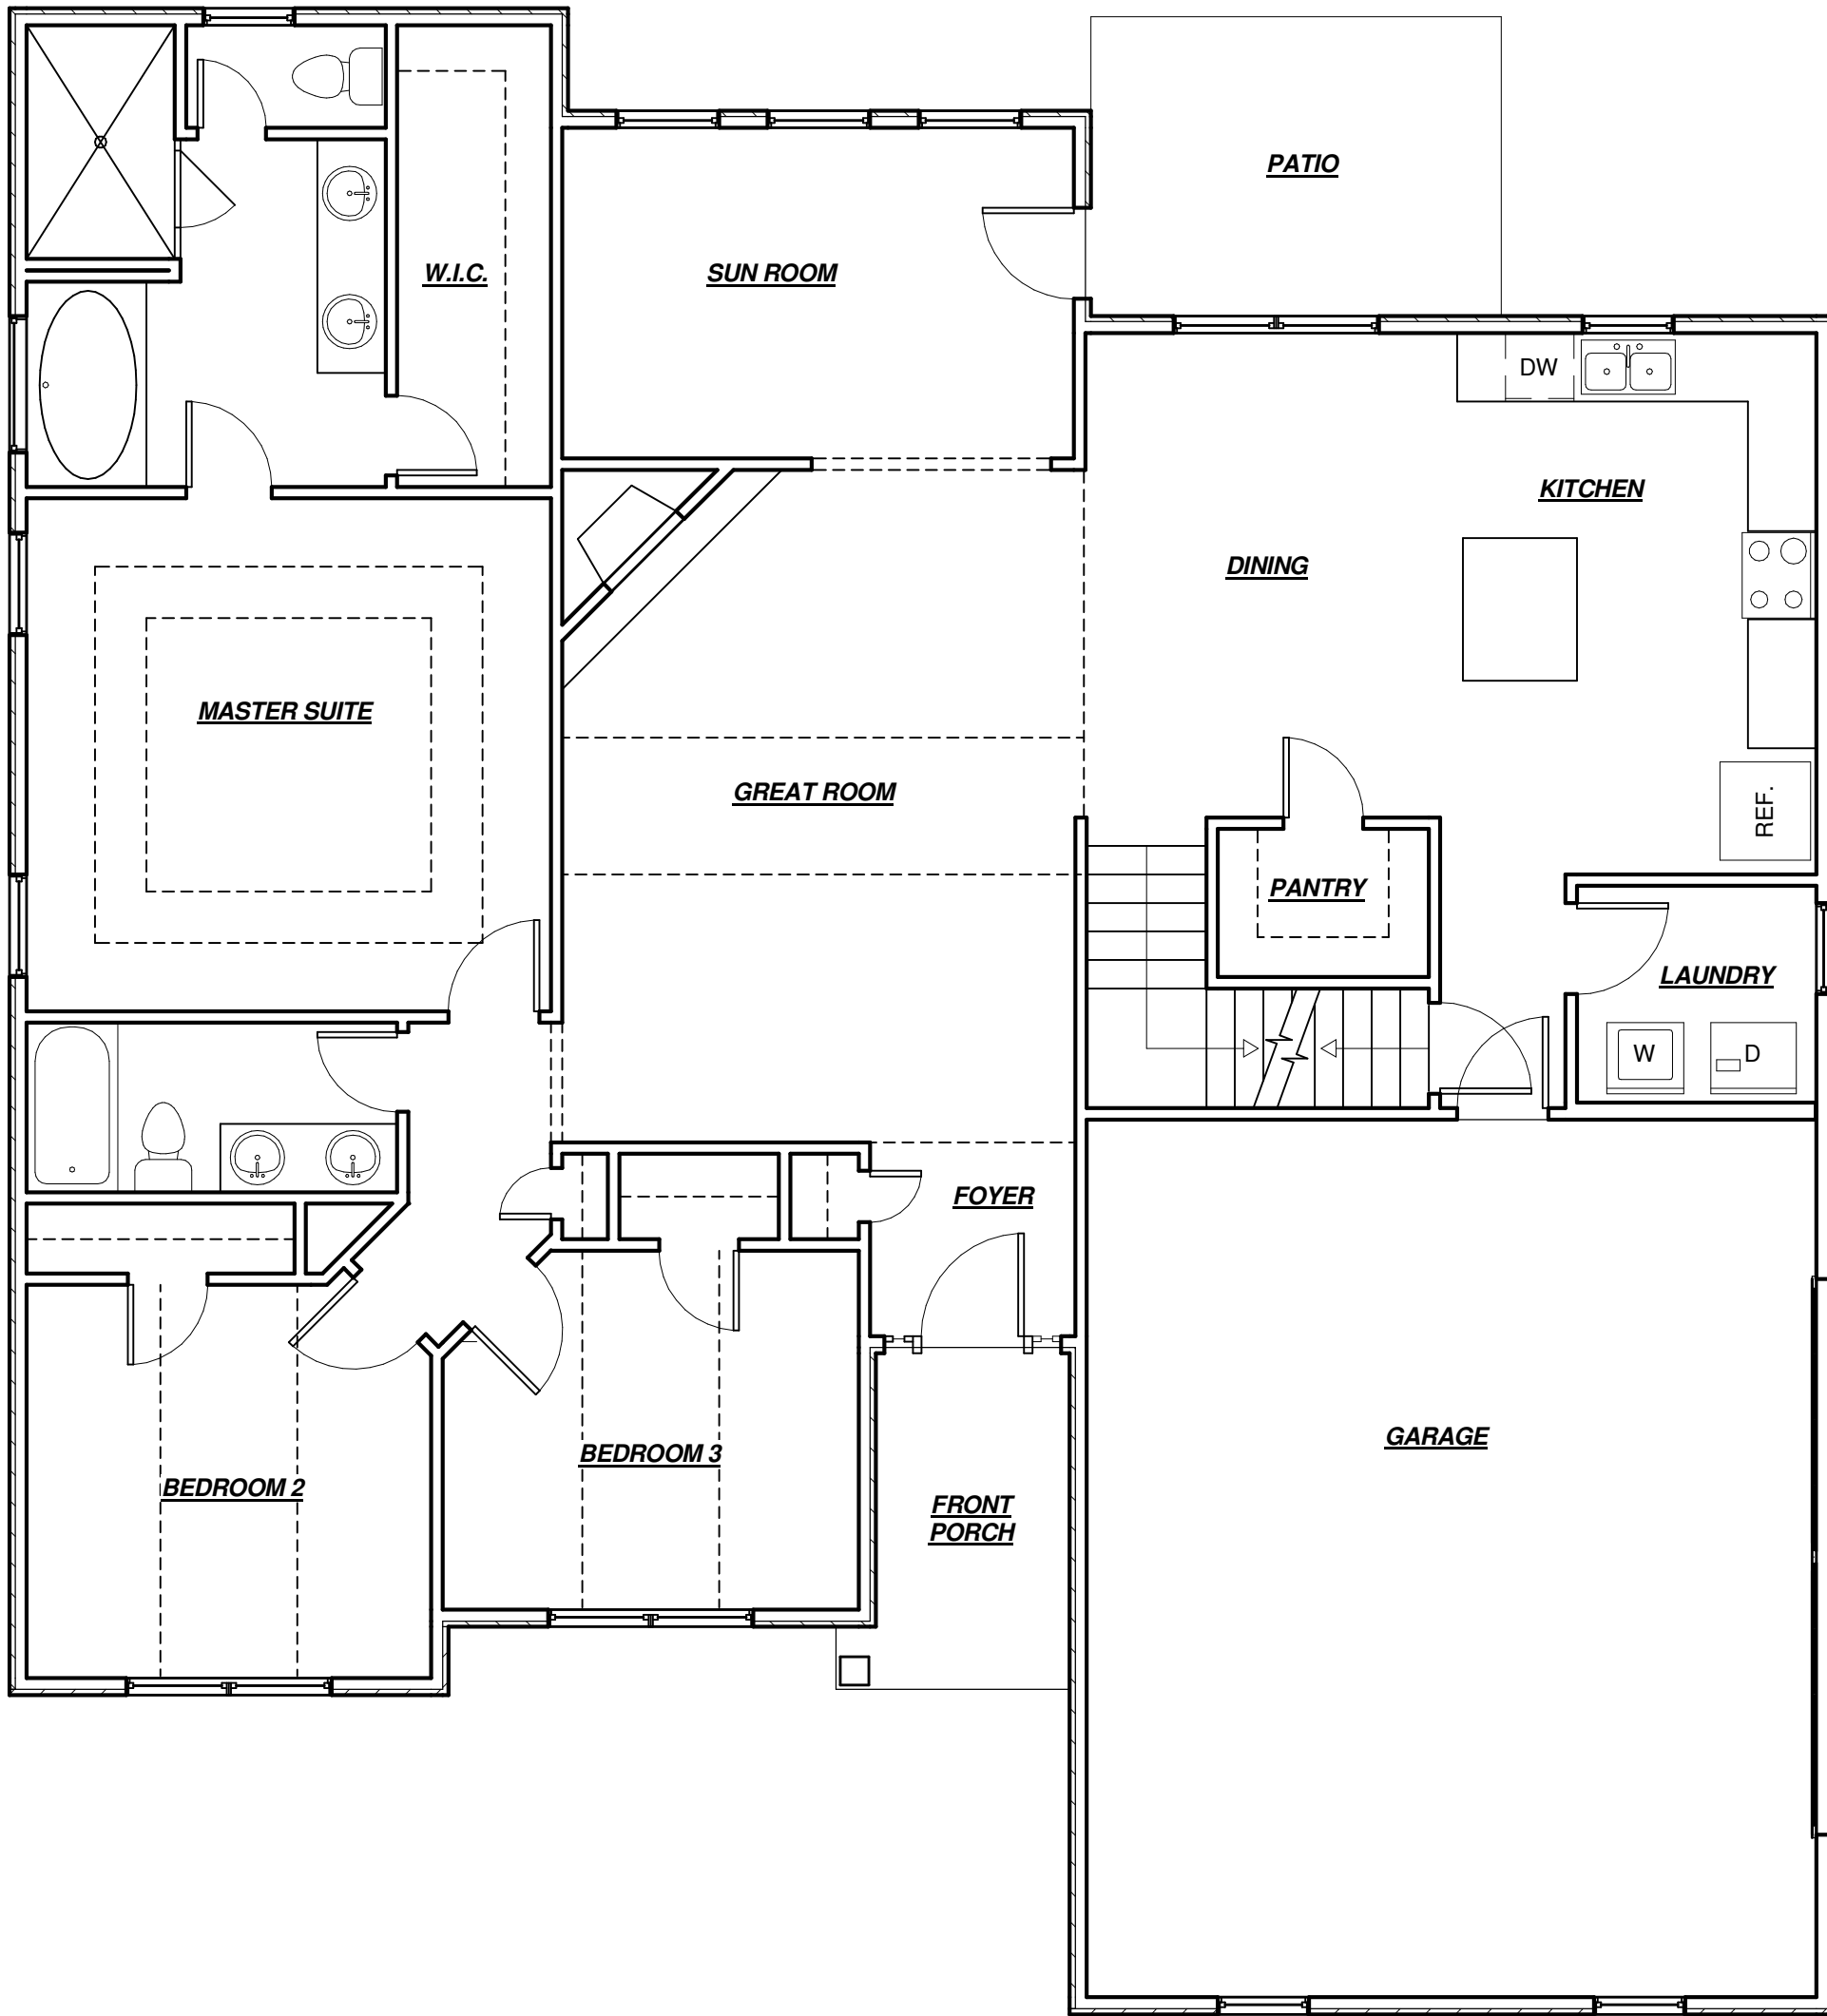 PATIO
W.I.C.
SUN ROOM
DW
KITCHEN
DINING
MASTER SUITE
GREAT ROOM
REF.
PANTRY
LAUNDRY
W
D
FOYER
GARAGE
BEDROOM 3
BEDROOM 2
FRONT
PORCH